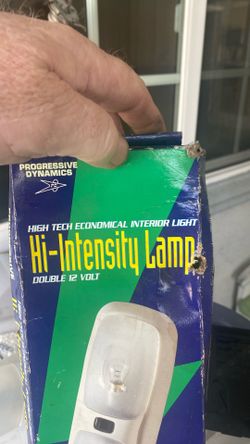 PROGRESSIVE
DYNAMICS
HIGH TECH ECONOMICAL INTERIOR LIGHT
Hi-Intensity Lamp
DOUBLE 12 VOLT